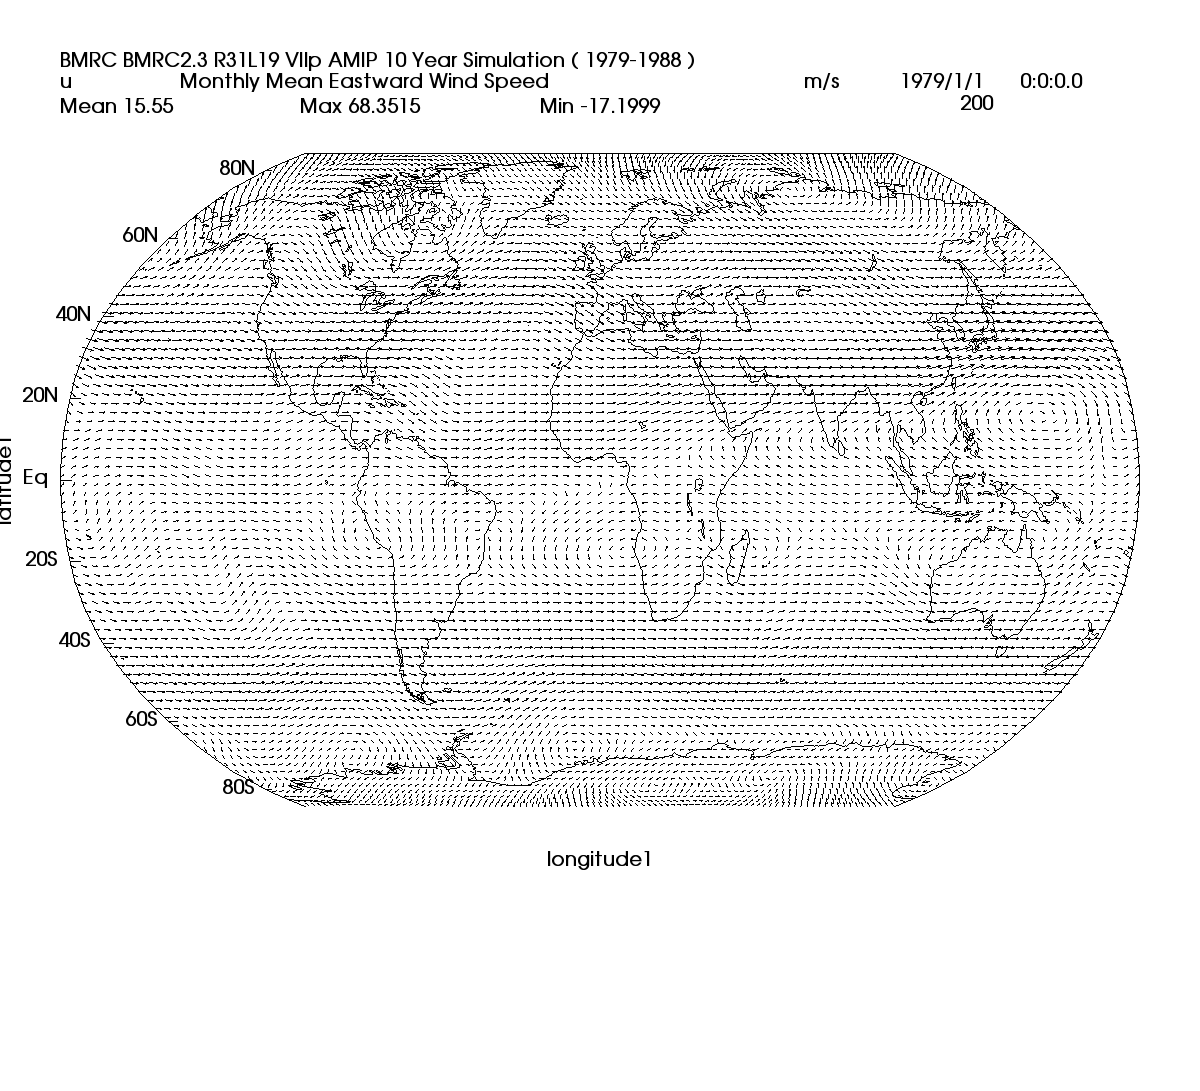 BMRC BMRC2.3 R31L19 VIIp AMIP 10 Year Simulation ( 1979-1988 )
u Monthly Mean Eastward Wind Speed m/s 1979/1/1 0:0:0.0
200
Mean 15.55 Max 68.3515 Min -17.1999
80N
60N
40N
20N
latitude1
Eq
20S
40S
60S
80S
longitude1